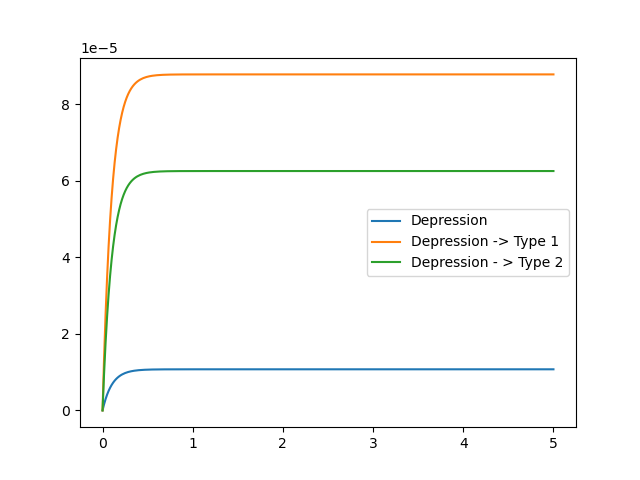 1e−5
8
6
4
2
0
Depression
Depression -> Type 1
Depression - > Type 2
0 1 2 3 4 5